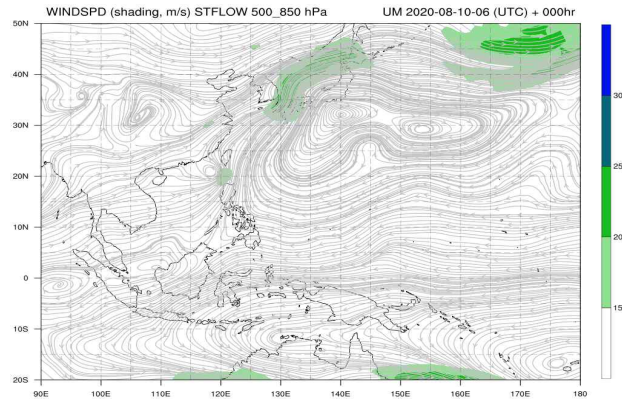 WINDSPD (shading, m/s) STFLOW 500_850 hPa UM 2020-08-10-06 (UTC) + 000hr
50N
40N
30N
20N
10N
0
10S
20S
90E 100E 110E 120E 130E 140E 150E 160E 170E 180
30
25
20
15